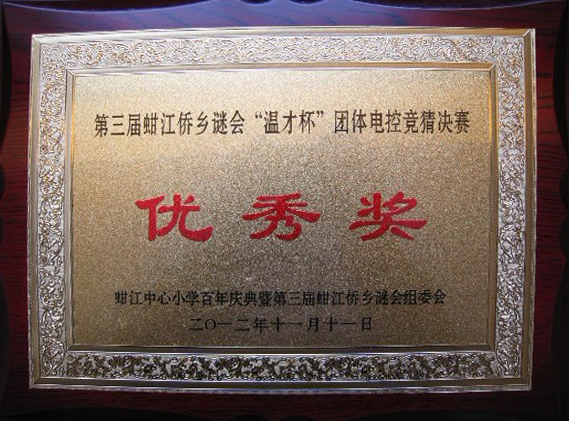 第三届蚶江侨乡谜会“温才杯”团体电控竞猜决赛
优秀奖
蚶江中心小学百年庆典暨第三届蚶江侨乡谜会组委会
二〇一二年十一月十一日